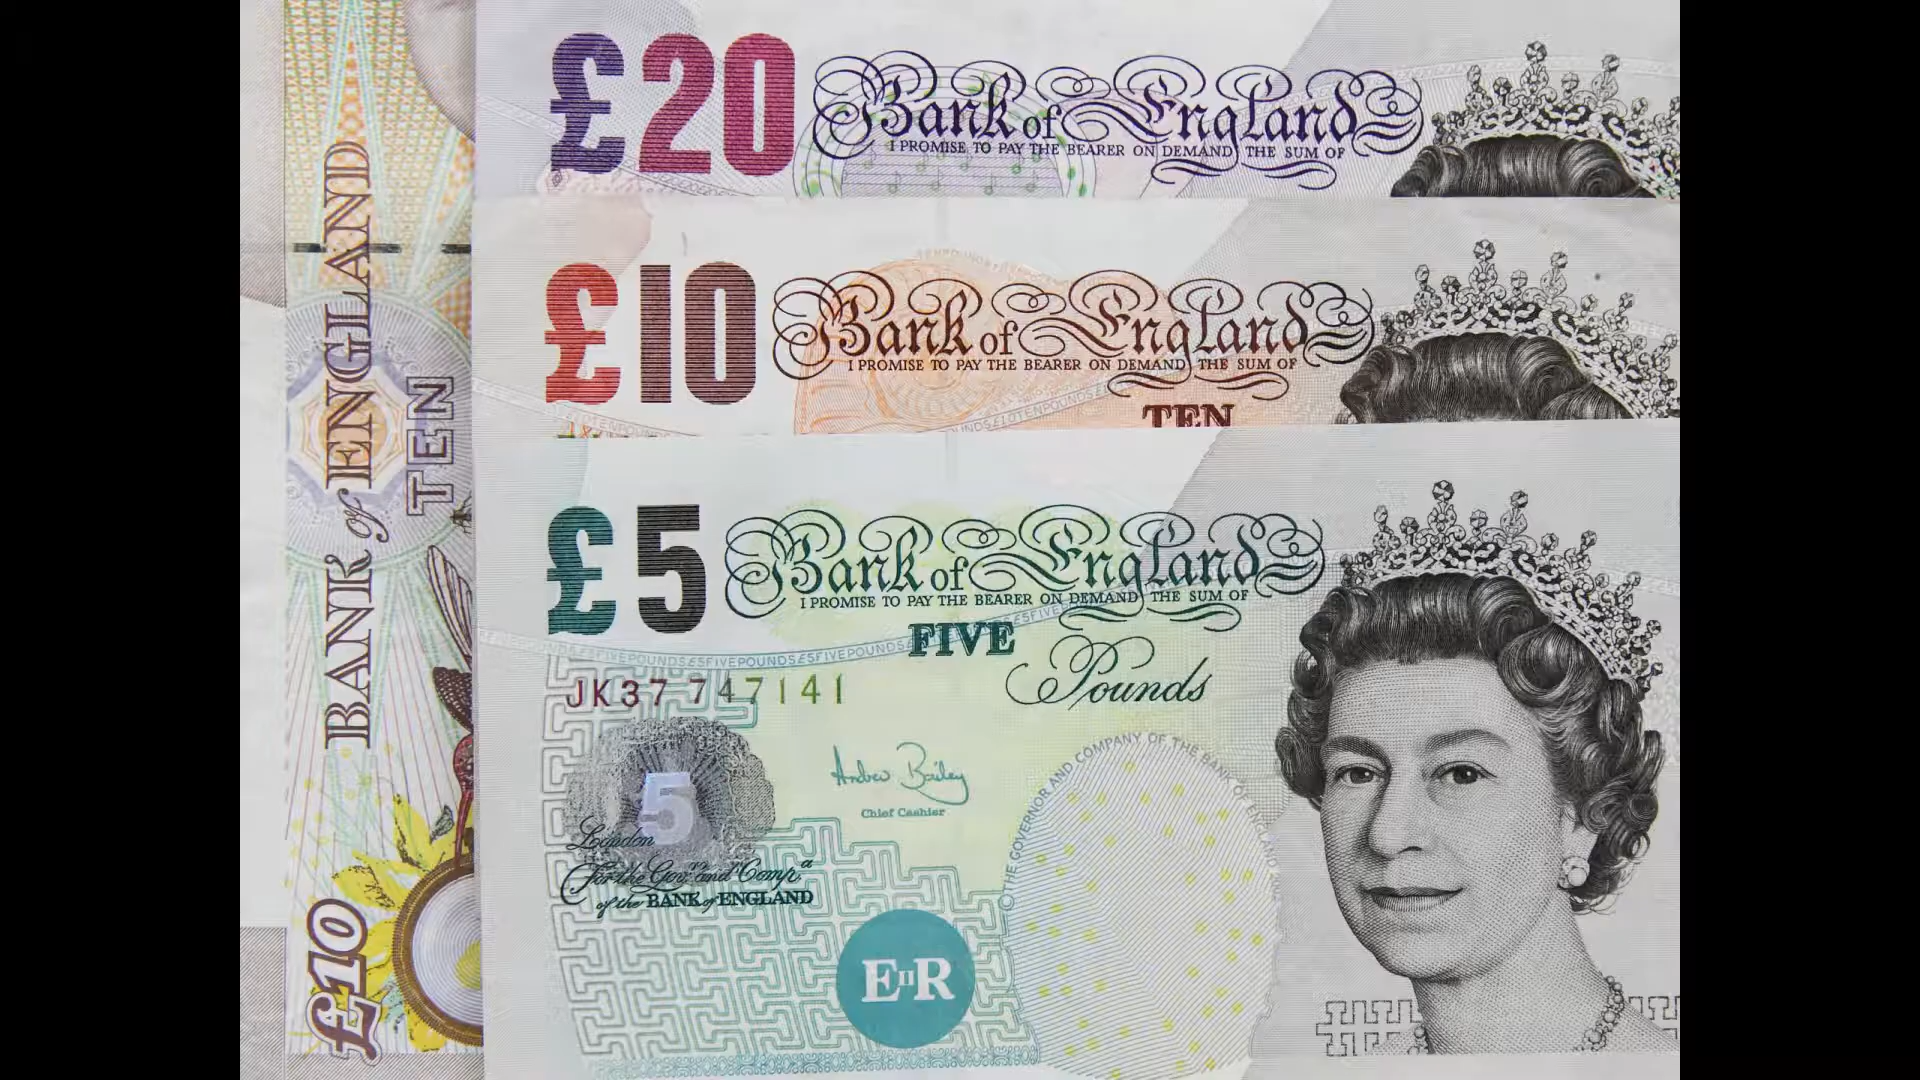 £20 Bank of England
I PROMISE TO PAY THE BEARER ON DEMAND THE SUM OF
£10 Bank of England
I PROMISE TO PAY THE BEARER ON DEMAND THE SUM OF
TEN
£5 Bank of England
I PROMISE TO PAY THE BEARER ON DEMAND THE SUM OF
FIVE
Pounds
£5FIVEPOUNDS£5FIVEPOUNDS
JK37 747141
5
Andrew Bailey
Chief Cashier
London
For the Gov.r and Comp.a
of the BANK of ENGLAND
E II R
© THE GOVERNOR AND COMPANY OF THE BANK OF ENGLAND
BANK of ENGLAND
TEN
£10